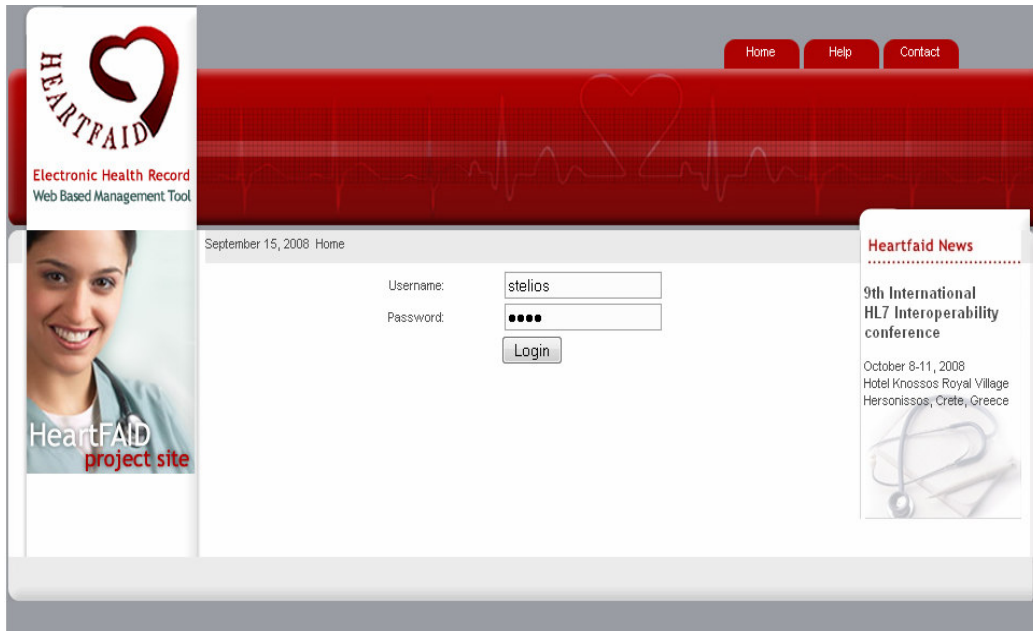 HEARTFAID
Electronic Health Record
Web Based Management Tool
Home
Help
Contact
September 15, 2008 Home
Username:
stelios
Password:
••••
Login
HeartFAID
project site
Heartfaid News
9th International
HL7 Interoperability
conference
October 8-11, 2008
Hotel Knossos Royal Village
Hersonissos, Crete, Greece